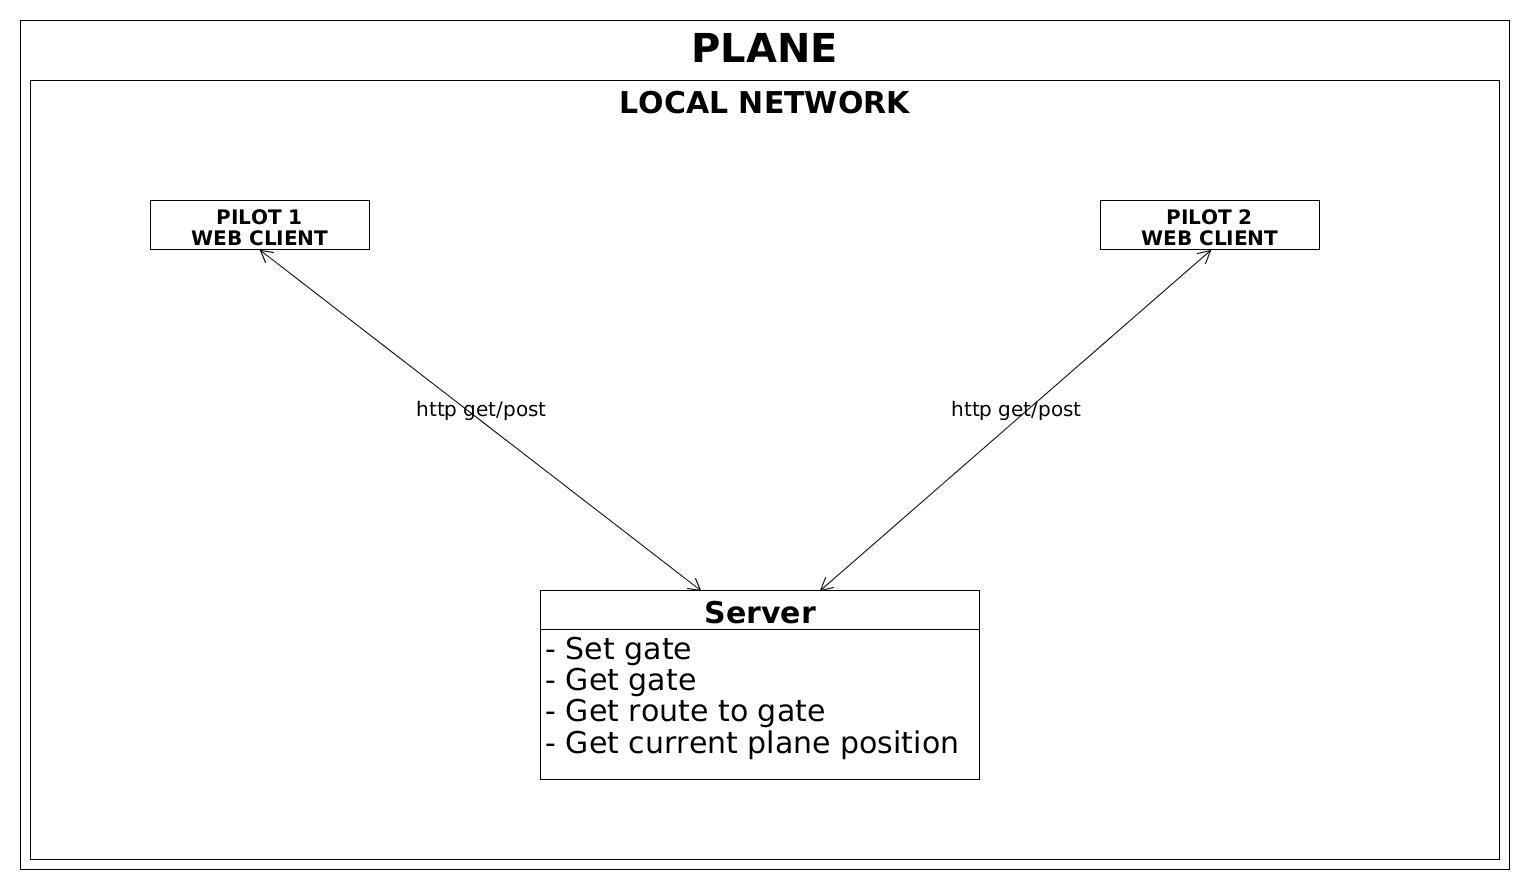 PLANE
LOCAL NETWORK
PILOT 1
WEB CLIENT
PILOT 2
WEB CLIENT
http get/post
http get/post
Server
- Set gate
- Get gate
- Get route to gate
- Get current plane position